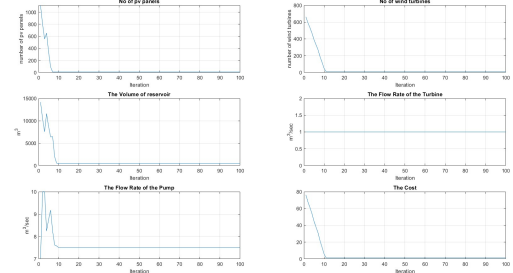 No of pv panels
number of pv panels
1000
800
600
400
200
0
0 10 20 30 40 50 60 70 80 90 100
Iteration
No of wind turbines
number of wind turbines
800
600
400
200
0
0 10 20 30 40 50 60 70 80 90 100
Iteration
The Volume of reservoir
m³
15000
10000
5000
0
0 10 20 30 40 50 60 70 80 90 100
Iteration
The Flow Rate of the Turbine
m³/sec
2
1.5
1
0.5
0
0 10 20 30 40 50 60 70 80 90 100
Iteration
The Flow Rate of the Pump
m³/sec
10
9
8
7
0 10 20 30 40 50 60 70 80 90 100
Iteration
The Cost
80
60
40
20
0
0 10 20 30 40 50 60 70 80 90 100
Iteration